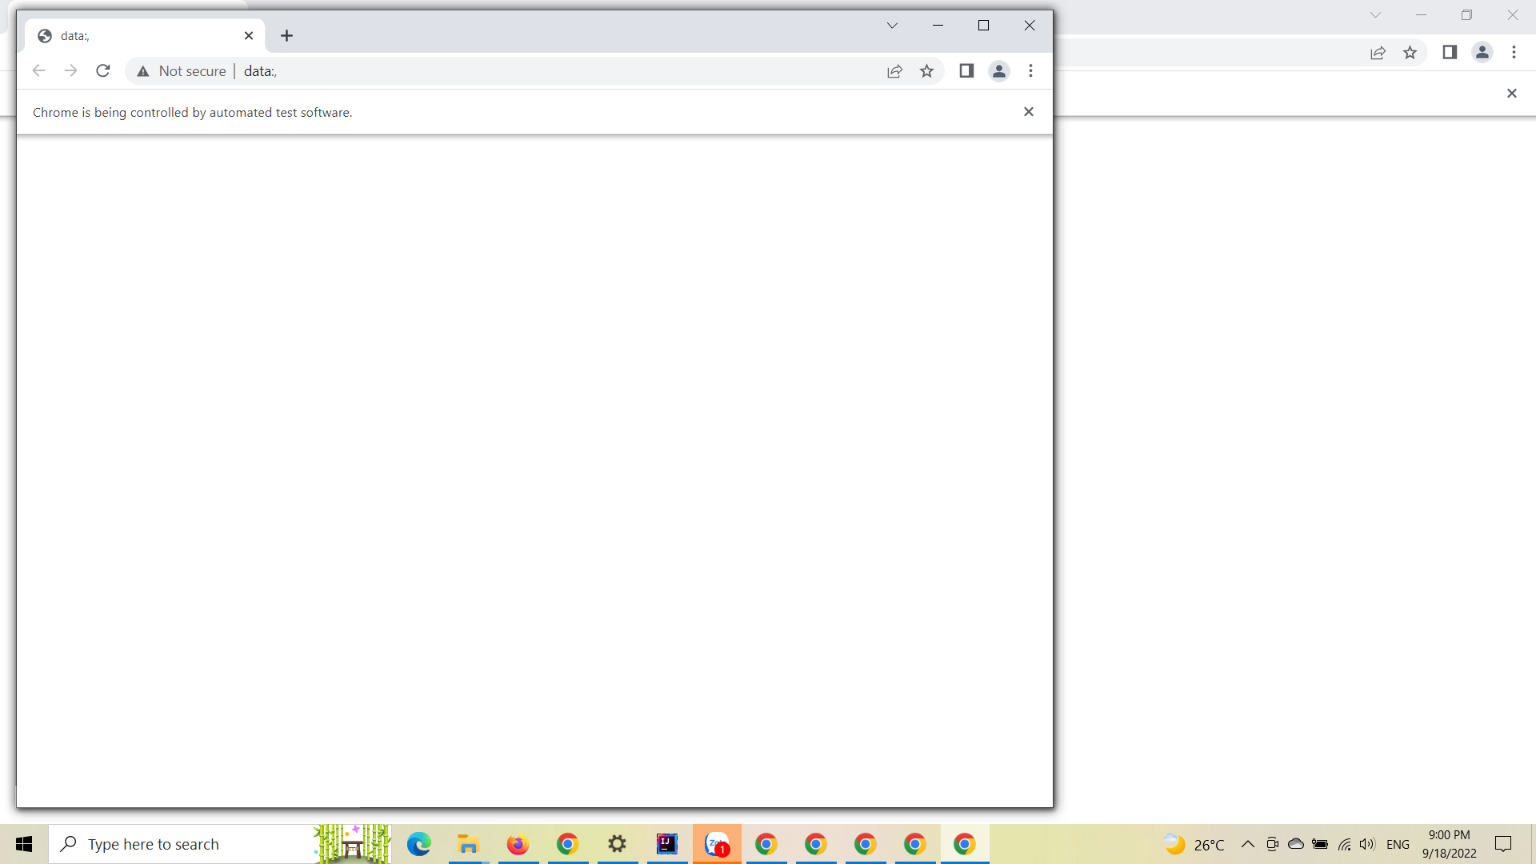 data:,
Not secure | data:,
Chrome is being controlled by automated test software.
Type here to search
IJ
1
26°C
ENG
9:00 PM
9/18/2022